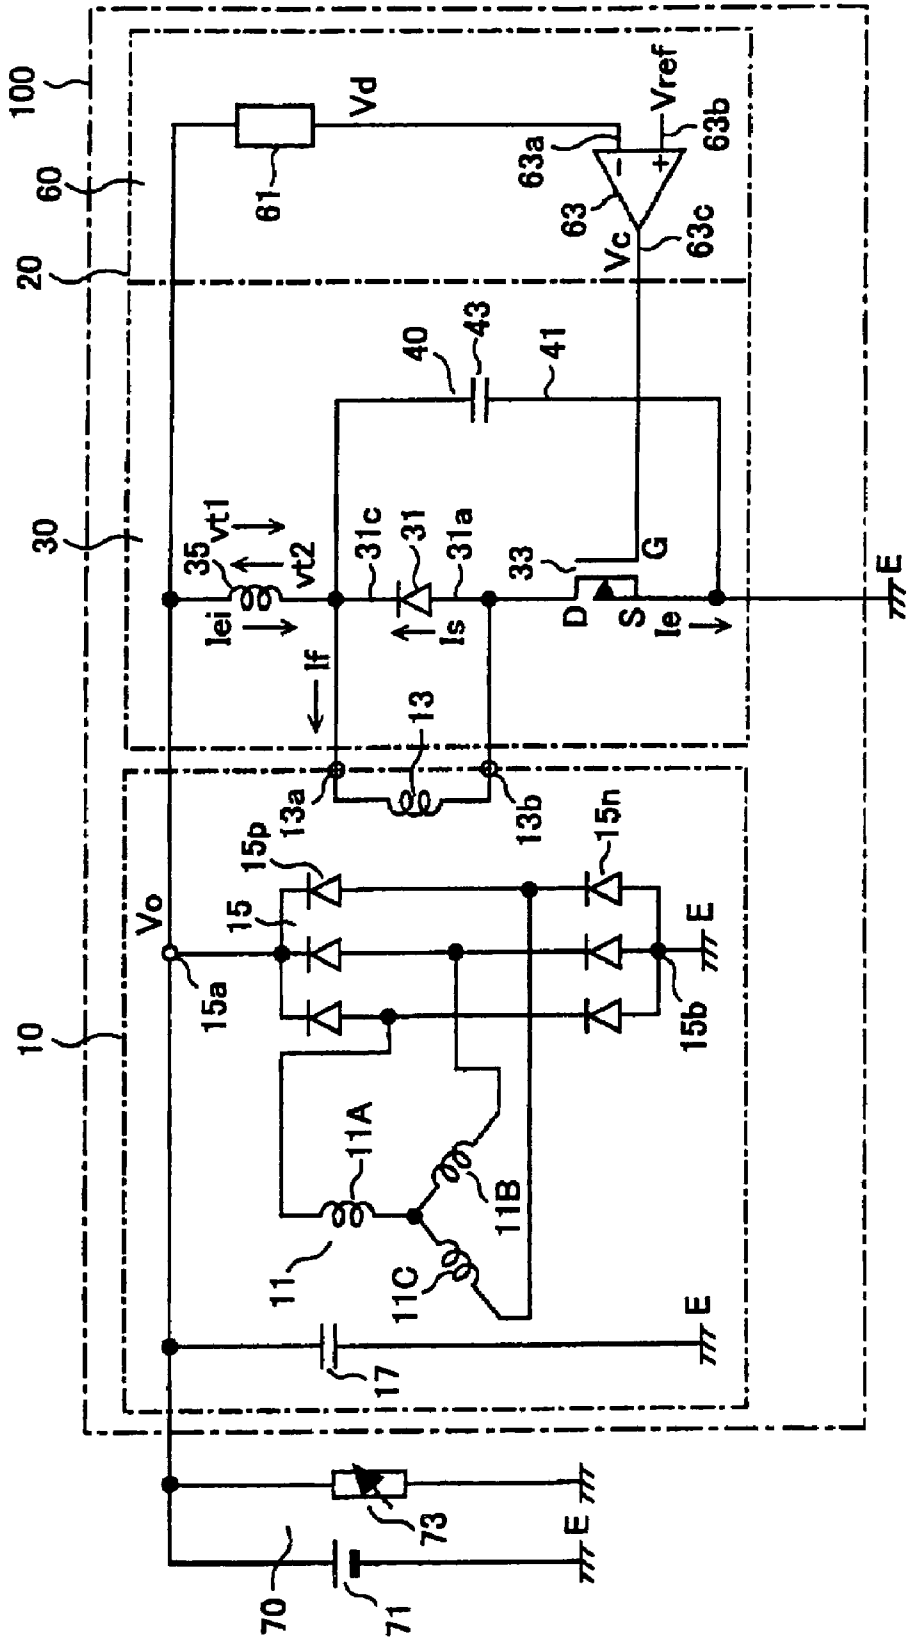 100
60
20
30
10
61
Vd
Vref
63a
63b
63
63c
Vc
40
43
41
vt1
35
vt2
Iei
31c
31
31a
Is
33
G
D
S
Ie
E
If
13
13a
13b
Vo
15a
15
15p
15n
15b
E
11A
11
11B
11C
17
E
73
70
71
E